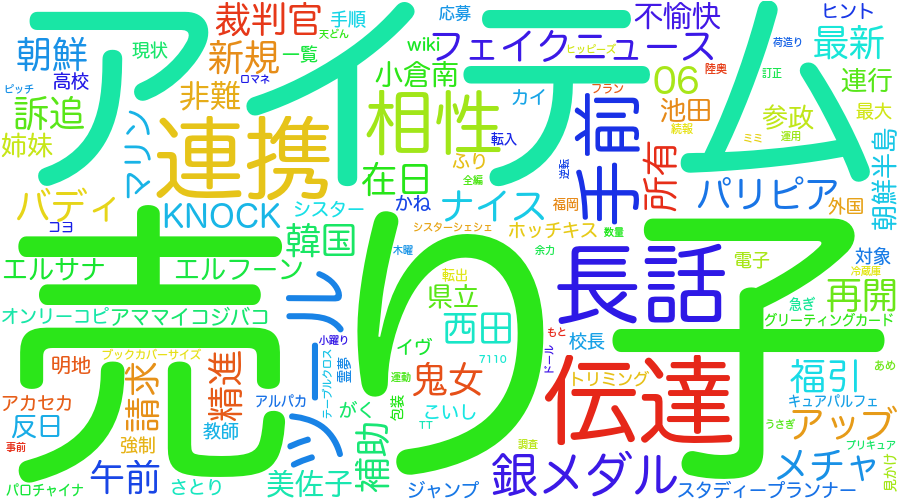 アイテム
裁判官
手順
天どん
応募
不愉快
ヒント
朝鮮
現状
新規
一覧
wiki
フェイクニュース
ヒッピーズ
荷造り
最新
ピッチ
高校
ロマネ
小倉南
06
陸奥
訂正
連行
訴追
非難
カイ
フラン
池田
続報
参政
最大
姉妹
マリン
連携
相性
転入
手前
ミミ
運用
朝鮮半島
ふり
逆転
所有
在日
全編
パリピア
バディ
コヨ
KNOCK
シスター
かね
ナイス
福岡
外国
韓国
シスターシェシェ
ホッチキス
数量
売り子
木曜
余力
長話
電子
対象
冷蔵庫
エルサナ
エルフーン
転出
県立
再開
急ぎ
オンリーコピアママイコジバコ
ツール
西田
グリーティングカード
小躍り
もと
校長
ブックカバーサイズ
明地
テーブルクロス
霊夢
イヴ
7110
ドール
伝達
あめ
請求
精進
運動
鬼女
トリミング
福引
アカセカ
アルパカ
がく
包装
こいし
キュアパルフェ
反日
教師
TT
アップ
うさぎ
事前
強制
補助
調査
プリキュア
午前
美佐子
銀メダル
メチャ
見かけ
パロチャイナ
さとり
ジャンプ
スタディープランナー